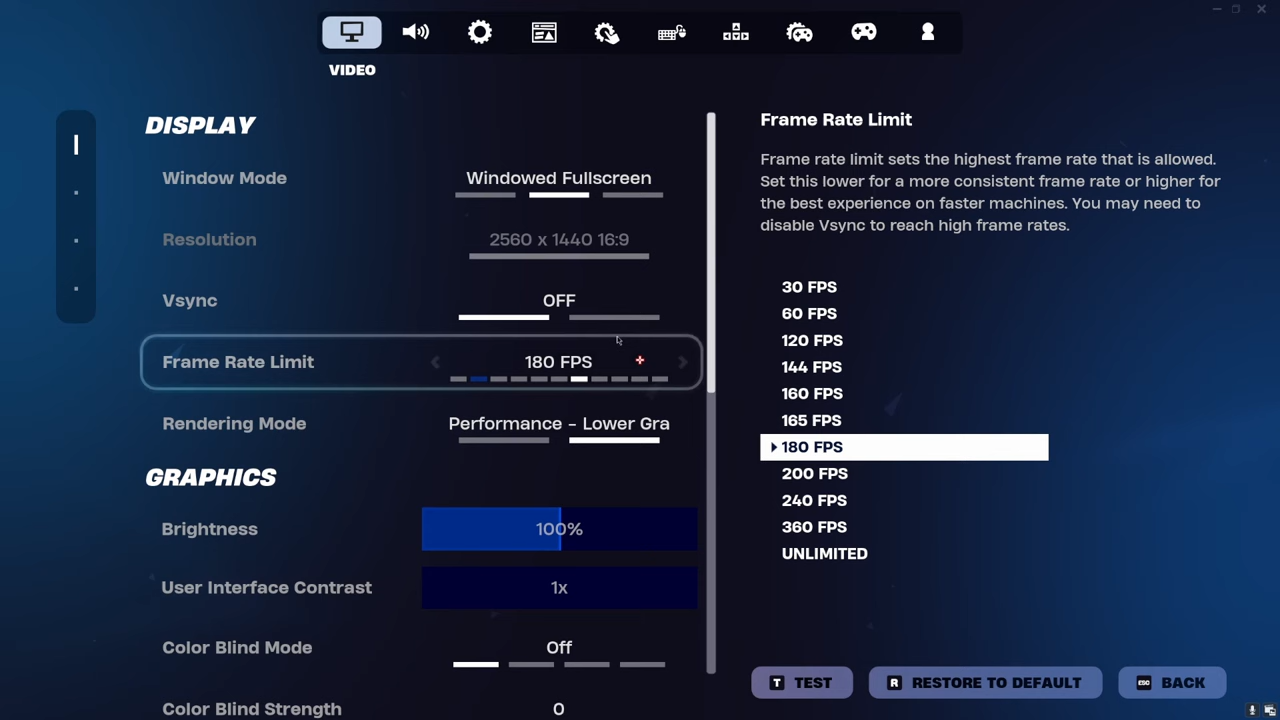 VIDEO
DISPLAY
Window Mode
Windowed Fullscreen
Resolution
2560 x 1440 16:9
Vsync
OFF
Frame Rate Limit
180 FPS
Rendering Mode
Performance - Lower Gra
GRAPHICS
Brightness
100%
User Interface Contrast
1x
Color Blind Mode
Off
Color Blind Strength
0
Frame Rate Limit
Frame rate limit sets the highest frame rate that is allowed.
Set this lower for a more consistent frame rate or higher for
the best experience on faster machines. You may need to
disable Vsync to reach high frame rates.
30 FPS
60 FPS
120 FPS
144 FPS
160 FPS
165 FPS
180 FPS
200 FPS
240 FPS
360 FPS
UNLIMITED
T TEST
R RESTORE TO DEFAULT
ESC BACK